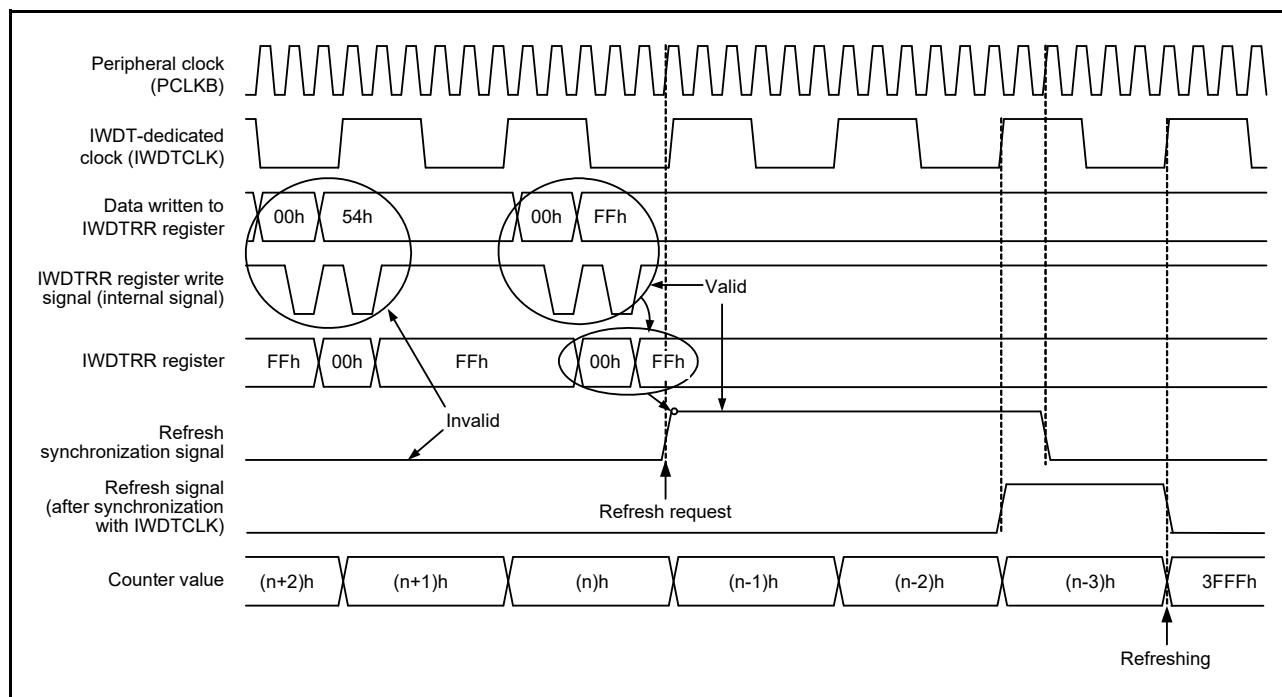 Peripheral clock
(PCLKB)
IWDT-dedicated
clock (IWDTCLK)
Data written to
IWDTRR register
00h 54h 00h FFh
IWDTRR register write
signal (internal signal)
Valid
IWDTRR register
FFh 00h FFh 00h FFh
Invalid
Refresh
synchronization signal
Refresh signal
(after synchronization
with IWDTCLK)
Refresh request
Counter value
(n+2)h (n+1)h (n)h (n-1)h (n-2)h (n-3)h 3FFFh
Refreshing